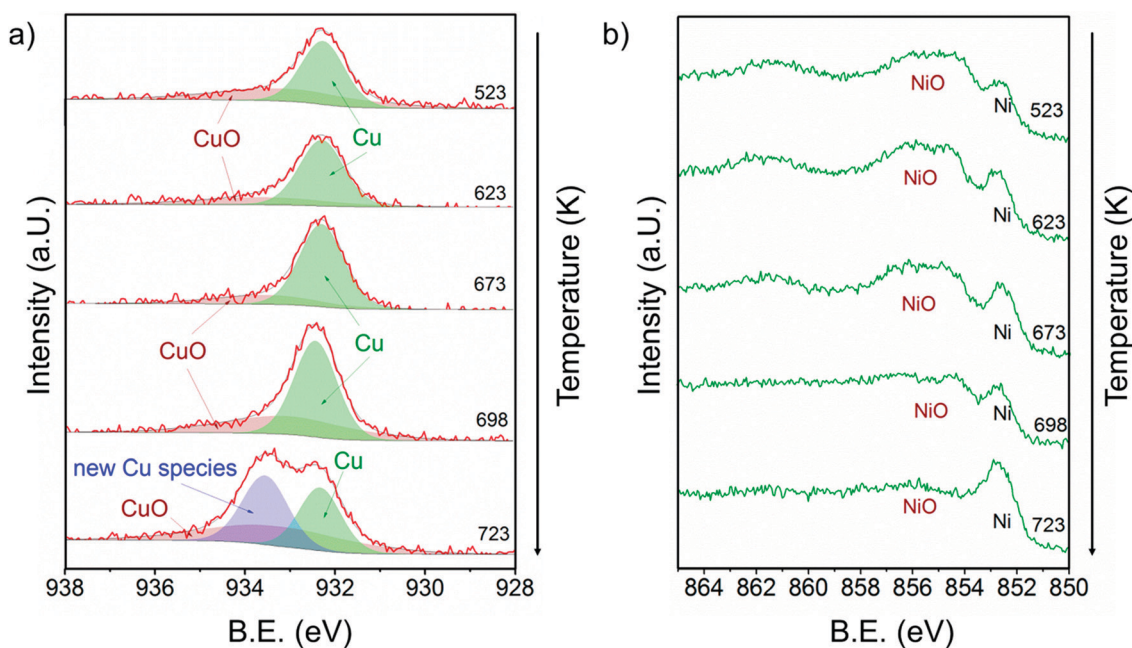 a)
Intensity (a.U.)
523
CuO
Cu
623
673
CuO
Cu
698
new Cu species
Cu
CuO
723
938 936 934 932 930 928
B.E. (eV)
Temperature (K)
b)
Intensity (a.U.)
NiO
Ni
523
NiO
Ni
623
NiO
Ni
673
NiO
Ni
698
NiO
Ni
723
864 862 860 858 856 854 852 850
B.E. (eV)
Temperature (K)